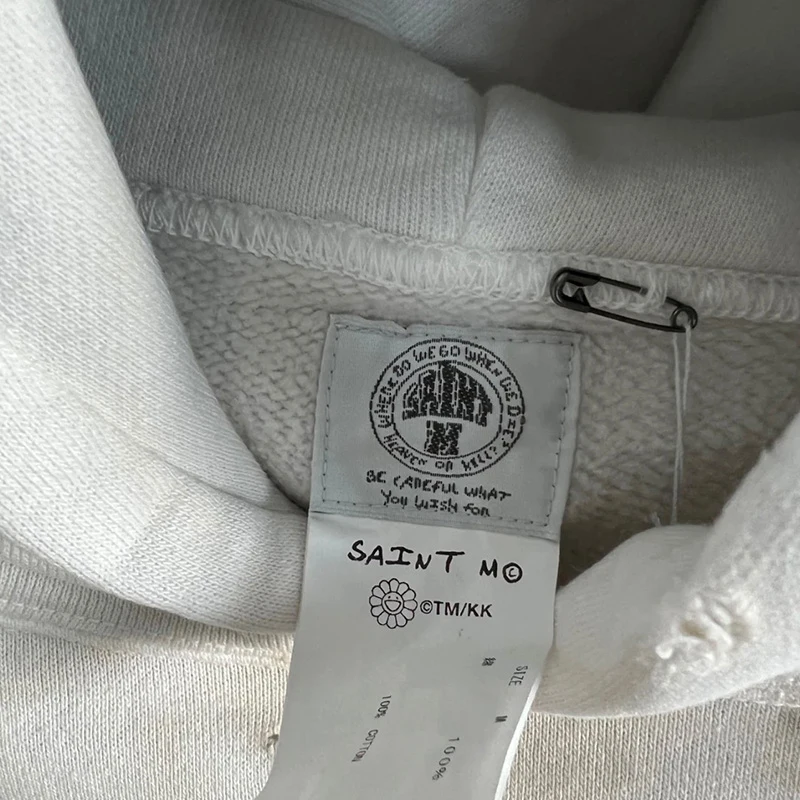 WHERE DO WE GO WHEN WE DIE?
HEAVEN OR HELL?
SAINT
M
BE CAREFUL WHAT
YOU WISH FOR
SAINT M©
©TM/KK
SIZE M
100% COTTON
100%